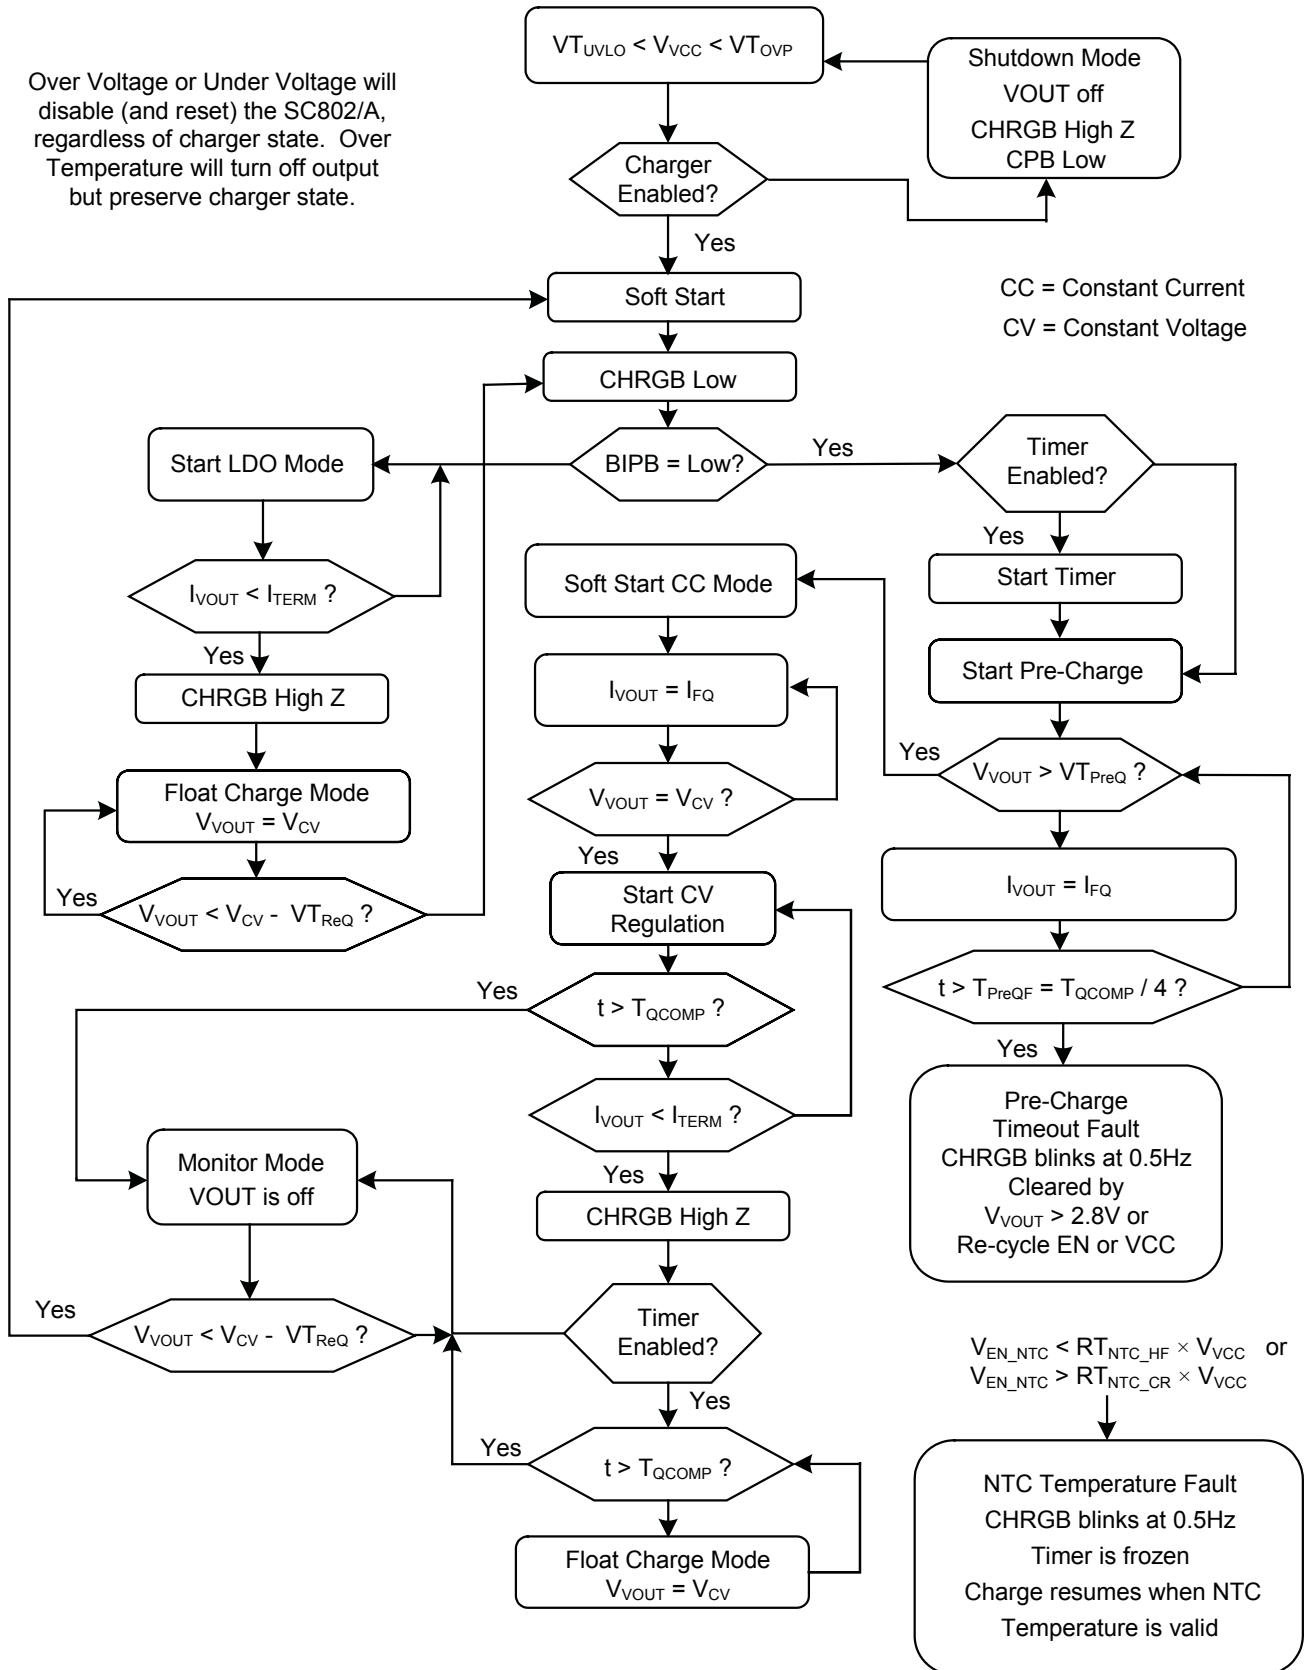 VT_UVLO < V_VCC < VT_OVP
Shutdown Mode
VOUT off
CHRGB High Z
CPB Low
Over Voltage or Under Voltage will
disable (and reset) the SC802/A,
regardless of charger state. Over
Temperature will turn off output
but preserve charger state.
Charger
Enabled?
Yes
Soft Start
CC = Constant Current
CV = Constant Voltage
CHRGB Low
BIPB = Low?
Yes
Timer
Enabled?
Start LDO Mode
Yes
Start Timer
Soft Start CC Mode
I_VOUT < I_TERM ?
Yes
Start Pre-Charge
CHRGB High Z
I_VOUT = I_FQ
Yes
V_VOUT > VT_PreQ ?
Float Charge Mode
V_VOUT = V_CV
V_VOUT = V_CV ?
Yes
I_VOUT = I_FQ
Yes
V_VOUT < V_CV - VT_ReQ ?
Start CV
Regulation
Yes
t > T_QCOMP ?
t > T_PreQF = T_QCOMP / 4 ?
Yes
I_VOUT < I_TERM ?
Yes
Pre-Charge
Timeout Fault
CHRGB blinks at 0.5Hz
Cleared by
V_VOUT > 2.8V or
Re-cycle EN or VCC
Monitor Mode
VOUT is off
CHRGB High Z
Yes
V_VOUT < V_CV - VT_ReQ ?
Timer
Enabled?
Yes
V_EN_NTC < RT_NTC_HF × V_VCC or
V_EN_NTC > RT_NTC_CR × V_VCC
Yes
t > T_QCOMP ?
Float Charge Mode
V_VOUT = V_CV
NTC Temperature Fault
CHRGB blinks at 0.5Hz
Timer is frozen
Charge resumes when NTC
Temperature is valid